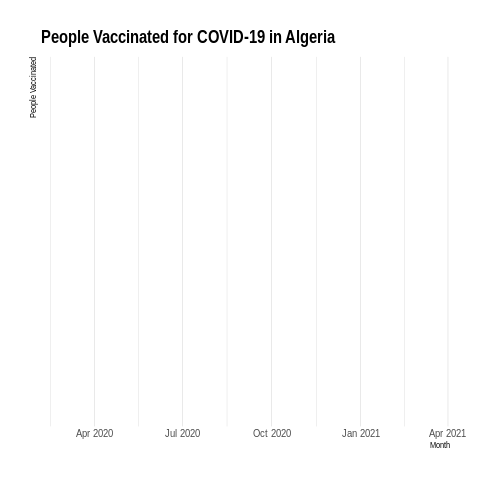 People Vaccinated for COVID-19 in Algeria
People Vaccinated
Apr 2020
Jul 2020
Oct 2020
Jan 2021
Apr 2021
Month